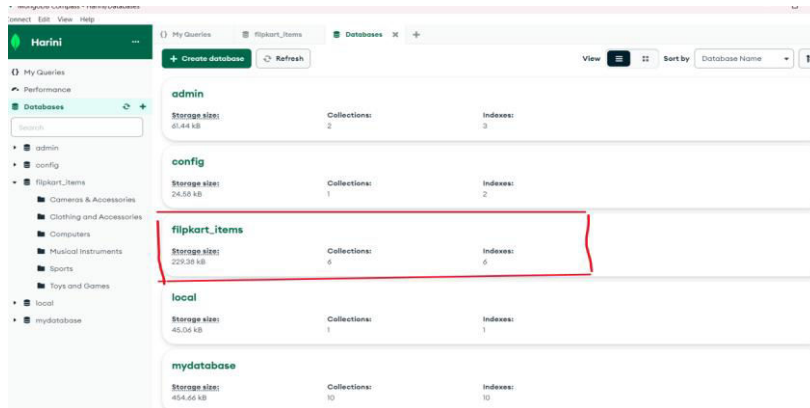 MongoDB Compass - Harini/Databases
Connect Edit View Help
Harini
My Queries
Performance
Databases
Search
admin
config
filpkart_items
Cameras & Accessories
Clothing and Accessories
Computers
Musical Instruments
Sports
Toys and Games
local
mydatabase
{} My Queries filpkart_items Databases
+ Create database Refresh View Sort by Database Name
admin
Storage size: Collections: Indexes:
61.44 kB 2 3
config
Storage size: Collections: Indexes:
24.58 kB 1 2
filpkart_items
Storage size: Collections: Indexes:
229.38 kB 6 6
local
Storage size: Collections: Indexes:
45.06 kB 1 1
mydatabase
Storage size: Collections: Indexes:
454.66 kB 10 10